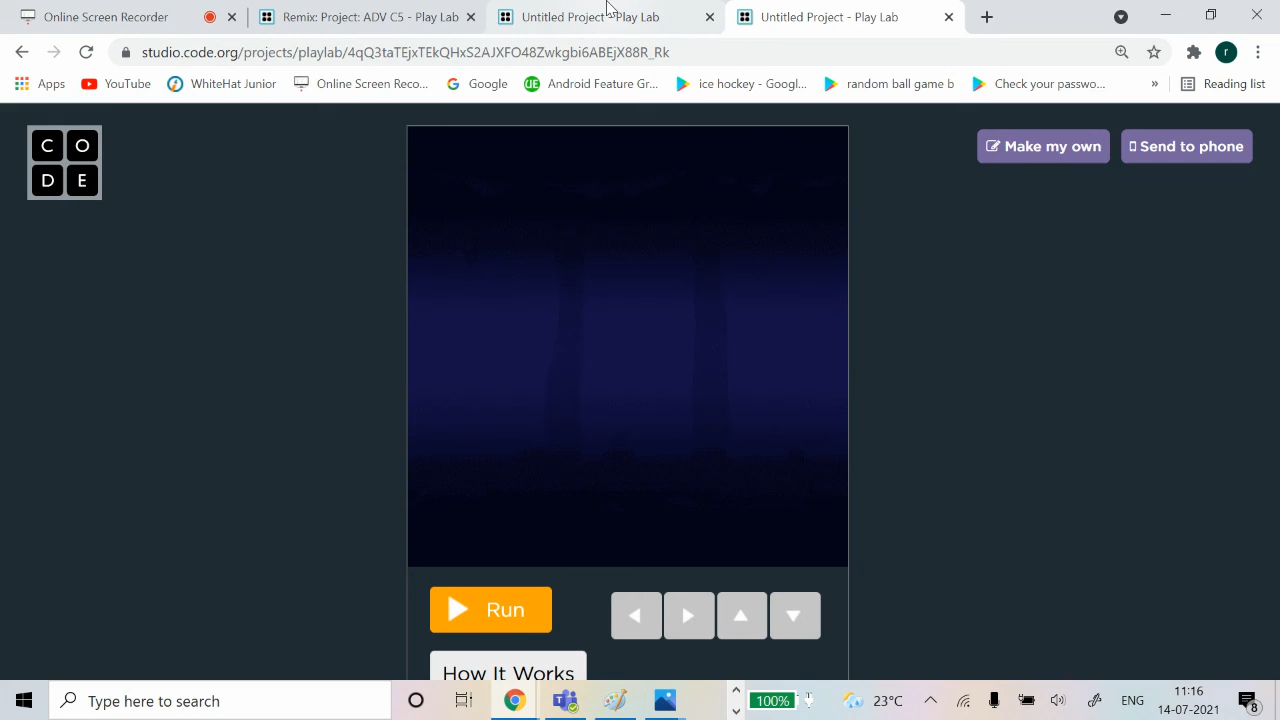 Online Screen Recorder
Remix: Project: ADV C5 - Play Lab
Untitled Project - Play Lab
Untitled Project - Play Lab
studio.code.org/projects/playlab/4qQ3taTEjxTEkQHxS2AJXFO48Zwkgbi6ABEjX88R_Rk
r
Apps
YouTube
WhiteHat Junior
Online Screen Reco...
Google
UE
Android Feature Gr...
ice hockey - Googl...
random ball game b
Check your passwo...
»
Reading list
C O
D E
Make my own
Send to phone
Run
How It Works
Type here to search
100%
23°C
ENG
11:16
14-07-2021
8